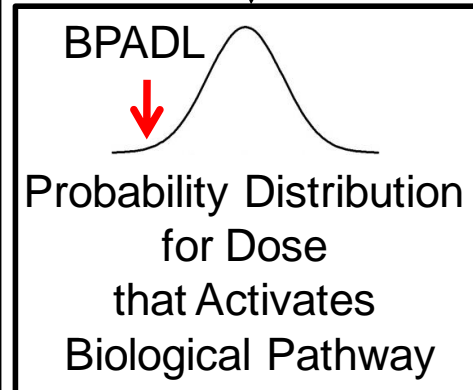 BPADL
Probability Distribution
for Dose
that Activates
Biological Pathway